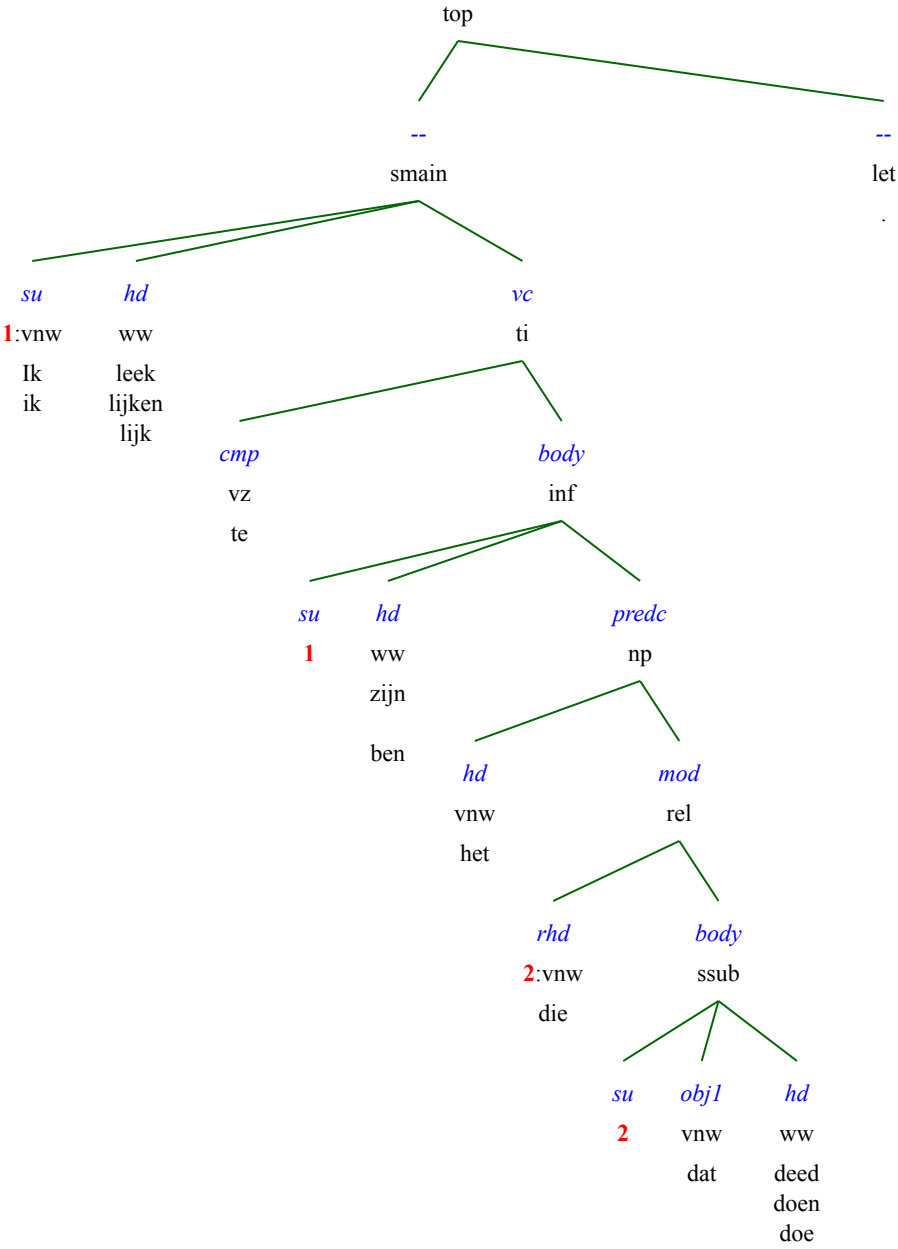 top
-- --
smain let
.
su hd vc
1:vnw ww ti
Ik leek
ik lijken
lijk
cmp body
vz inf
te
su hd predc
1 ww np
zijn
ben
hd mod
vnw rel
het
rhd body
2:vnw ssub
die
su obj1 hd
2 vnw ww
dat deed
doen
doe